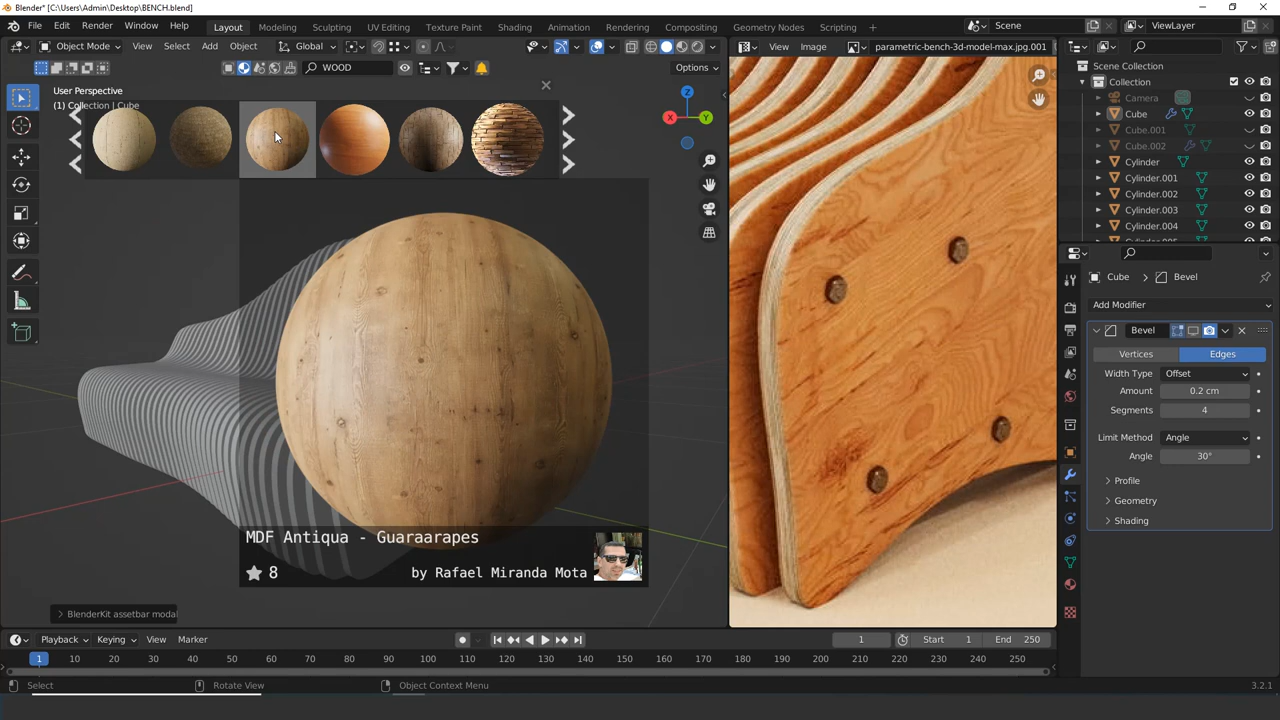 Blender* [C:\Users\Admin\Desktop\BENCH.blend]
File Edit Render Window Help Layout Modeling Sculpting UV Editing Texture Paint Shading Animation Rendering Compositing Geometry Nodes Scripting Scene ViewLayer
Object Mode View Select Add Object Global View Image parametric-bench-3d-model-max.jpg.001
WOOD Options
User Perspective
(1) Collection | Cube
Z
X Y
MDF Antiqua - Guaraarapes
8 by Rafael Miranda Mota
BlenderKit assetbar modal
Scene Collection
Collection
Camera
Cube
Cube.001
Cube.002
Cylinder
Cylinder.001
Cylinder.002
Cylinder.003
Cylinder.004
Cube Bevel
Add Modifier
Bevel
Vertices Edges
Width Type Offset
Amount 0.2 cm
Segments 4
Limit Method Angle
Angle 30°
Profile
Geometry
Shading
Playback Keying View Marker 1 Start 1 End 250
1 10 20 30 40 50 60 70 80 90 100 110 120 130 140 150 160 170 180 190 200 210 220 230 240 250
Select Rotate View Object Context Menu 3.2.1